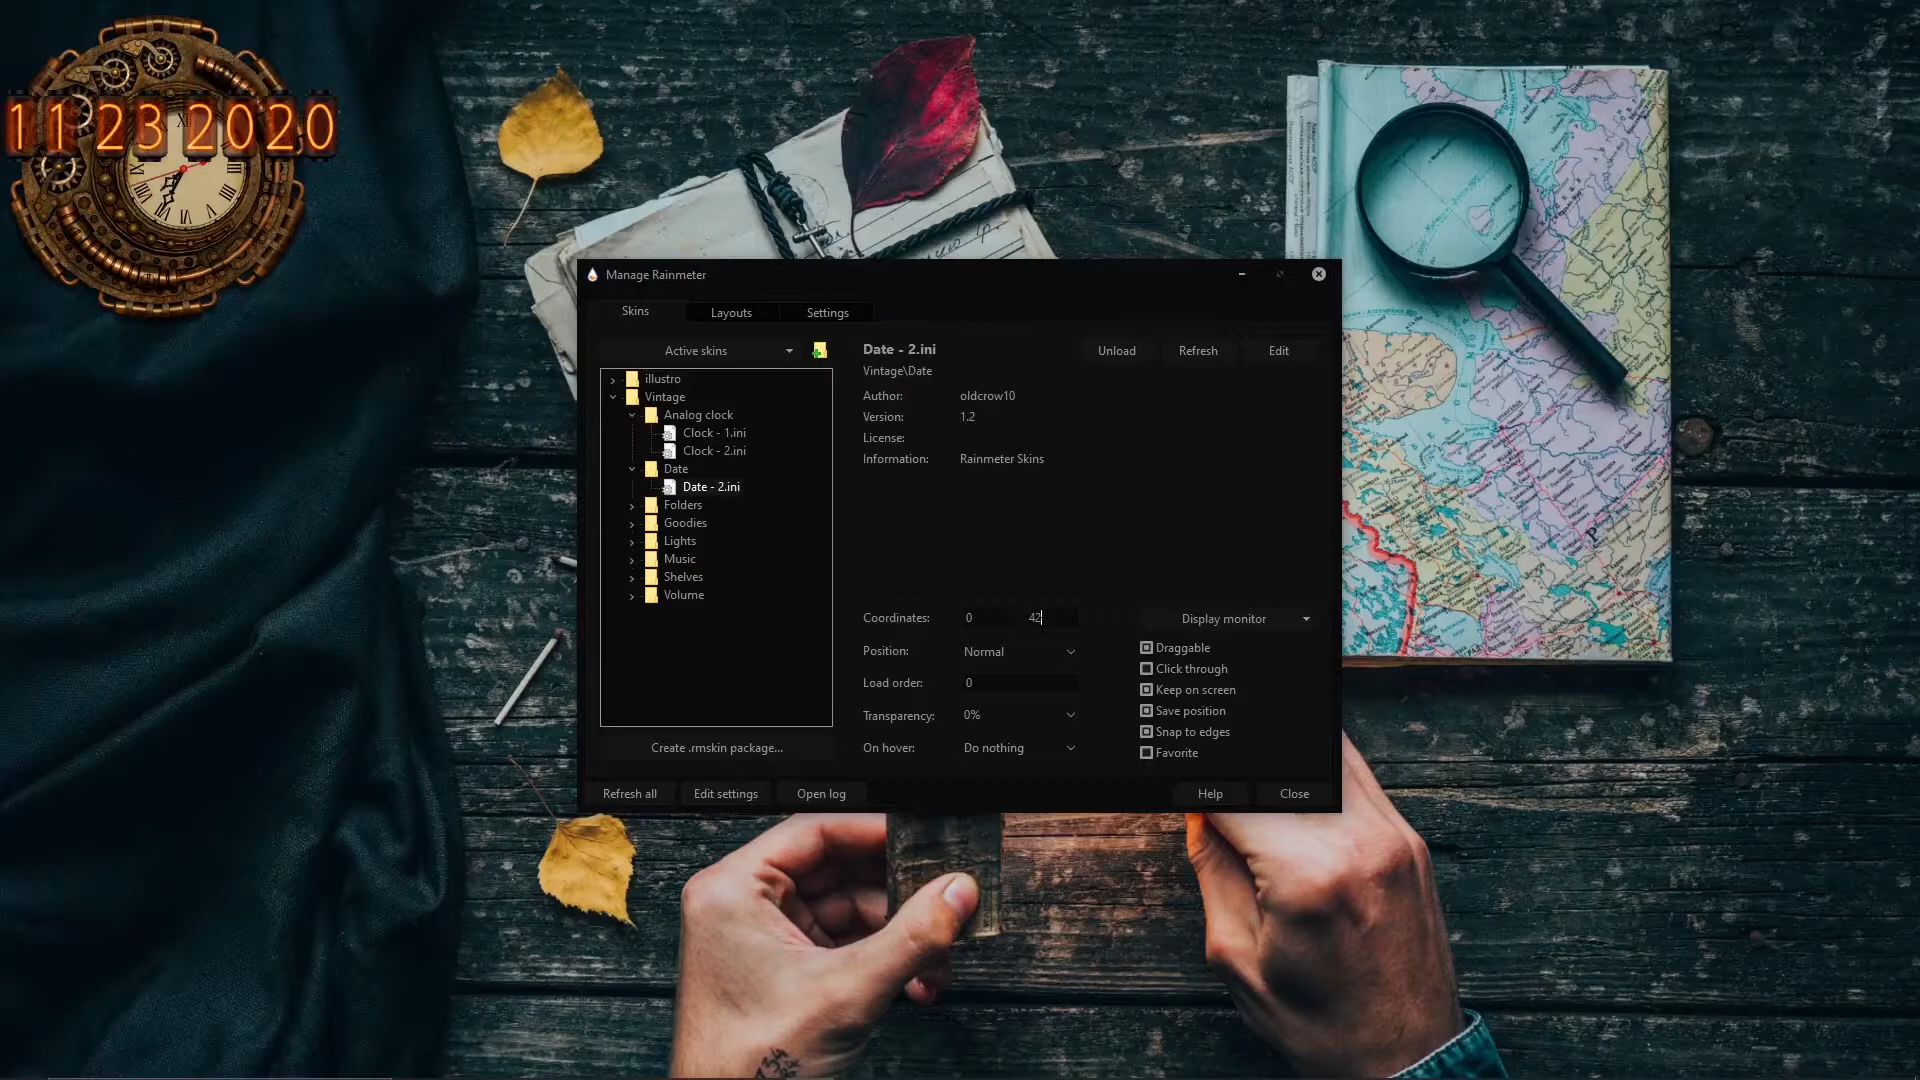 11 23 2020
Manage Rainmeter
Skins
Layouts
Settings
Active skins
illustro
Vintage
Analog clock
Clock - 1.ini
Clock - 2.ini
Date
Date - 2.ini
Folders
Goodies
Lights
Music
Shelves
Volume
Create .rmskin package...
Date - 2.ini
Unload
Refresh
Edit
Vintage\Date
Author: oldcrow10
Version: 1.2
License:
Information: Rainmeter Skins
Coordinates: 0 42
Display monitor
Position: Normal
Load order: 0
Transparency: 0%
On hover: Do nothing
Draggable
Click through
Keep on screen
Save position
Snap to edges
Favorite
Refresh all
Edit settings
Open log
Help
Close